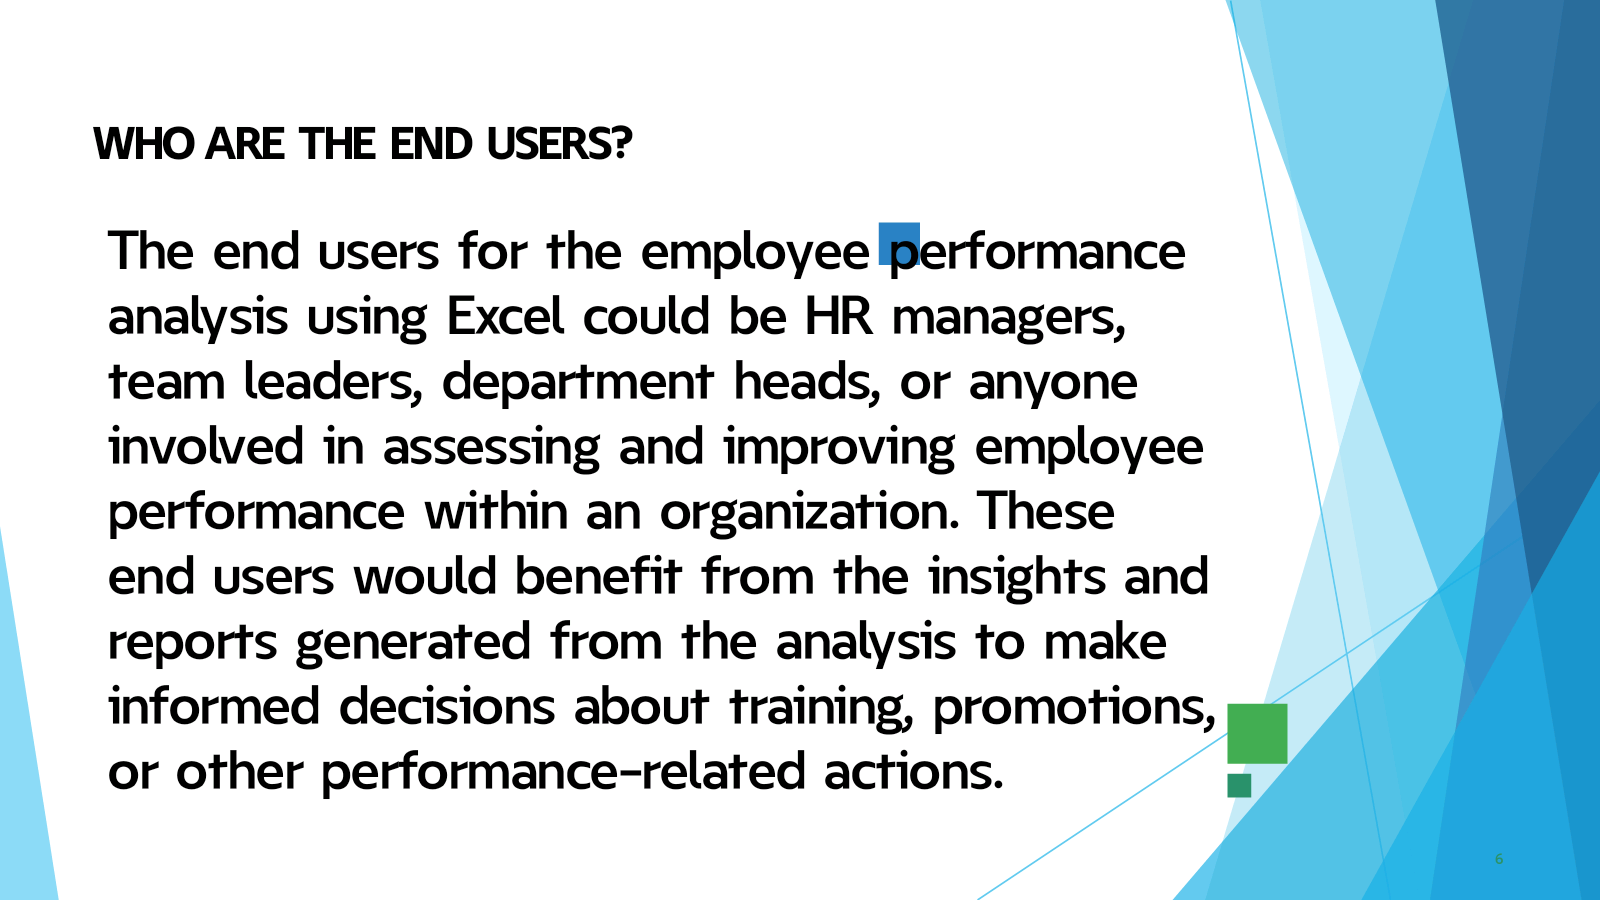 WHO ARE THE END USERS?
The end users for the employee performance
analysis using Excel could be HR managers,
team leaders, department heads, or anyone
involved in assessing and improving employee
performance within an organization. These
end users would benefit from the insights and
reports generated from the analysis to make
informed decisions about training, promotions,
or other performance-related actions.
6